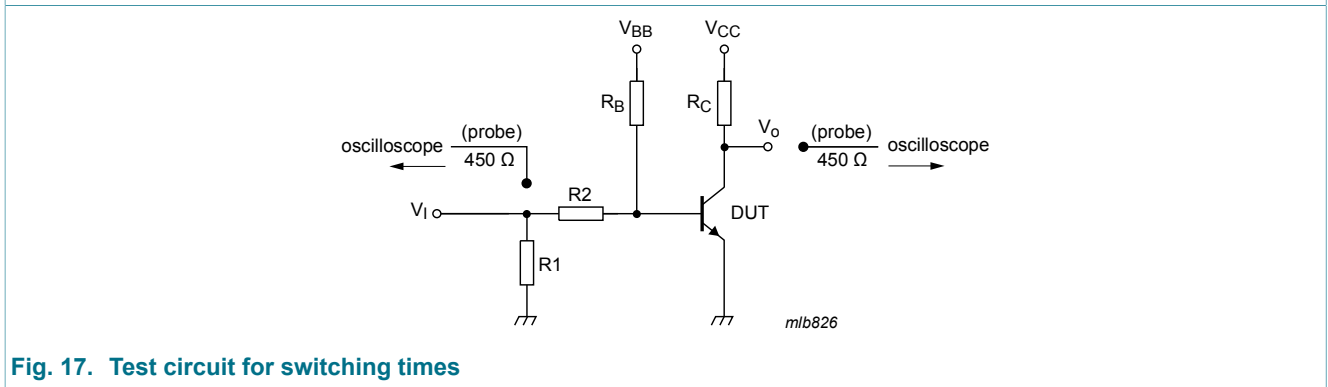 VBB
VCC
RB
RC
Vo
oscilloscope
(probe)
450 Ω
(probe)
450 Ω
oscilloscope
R2
VI
DUT
R1
mlb826
Fig. 17. Test circuit for switching times